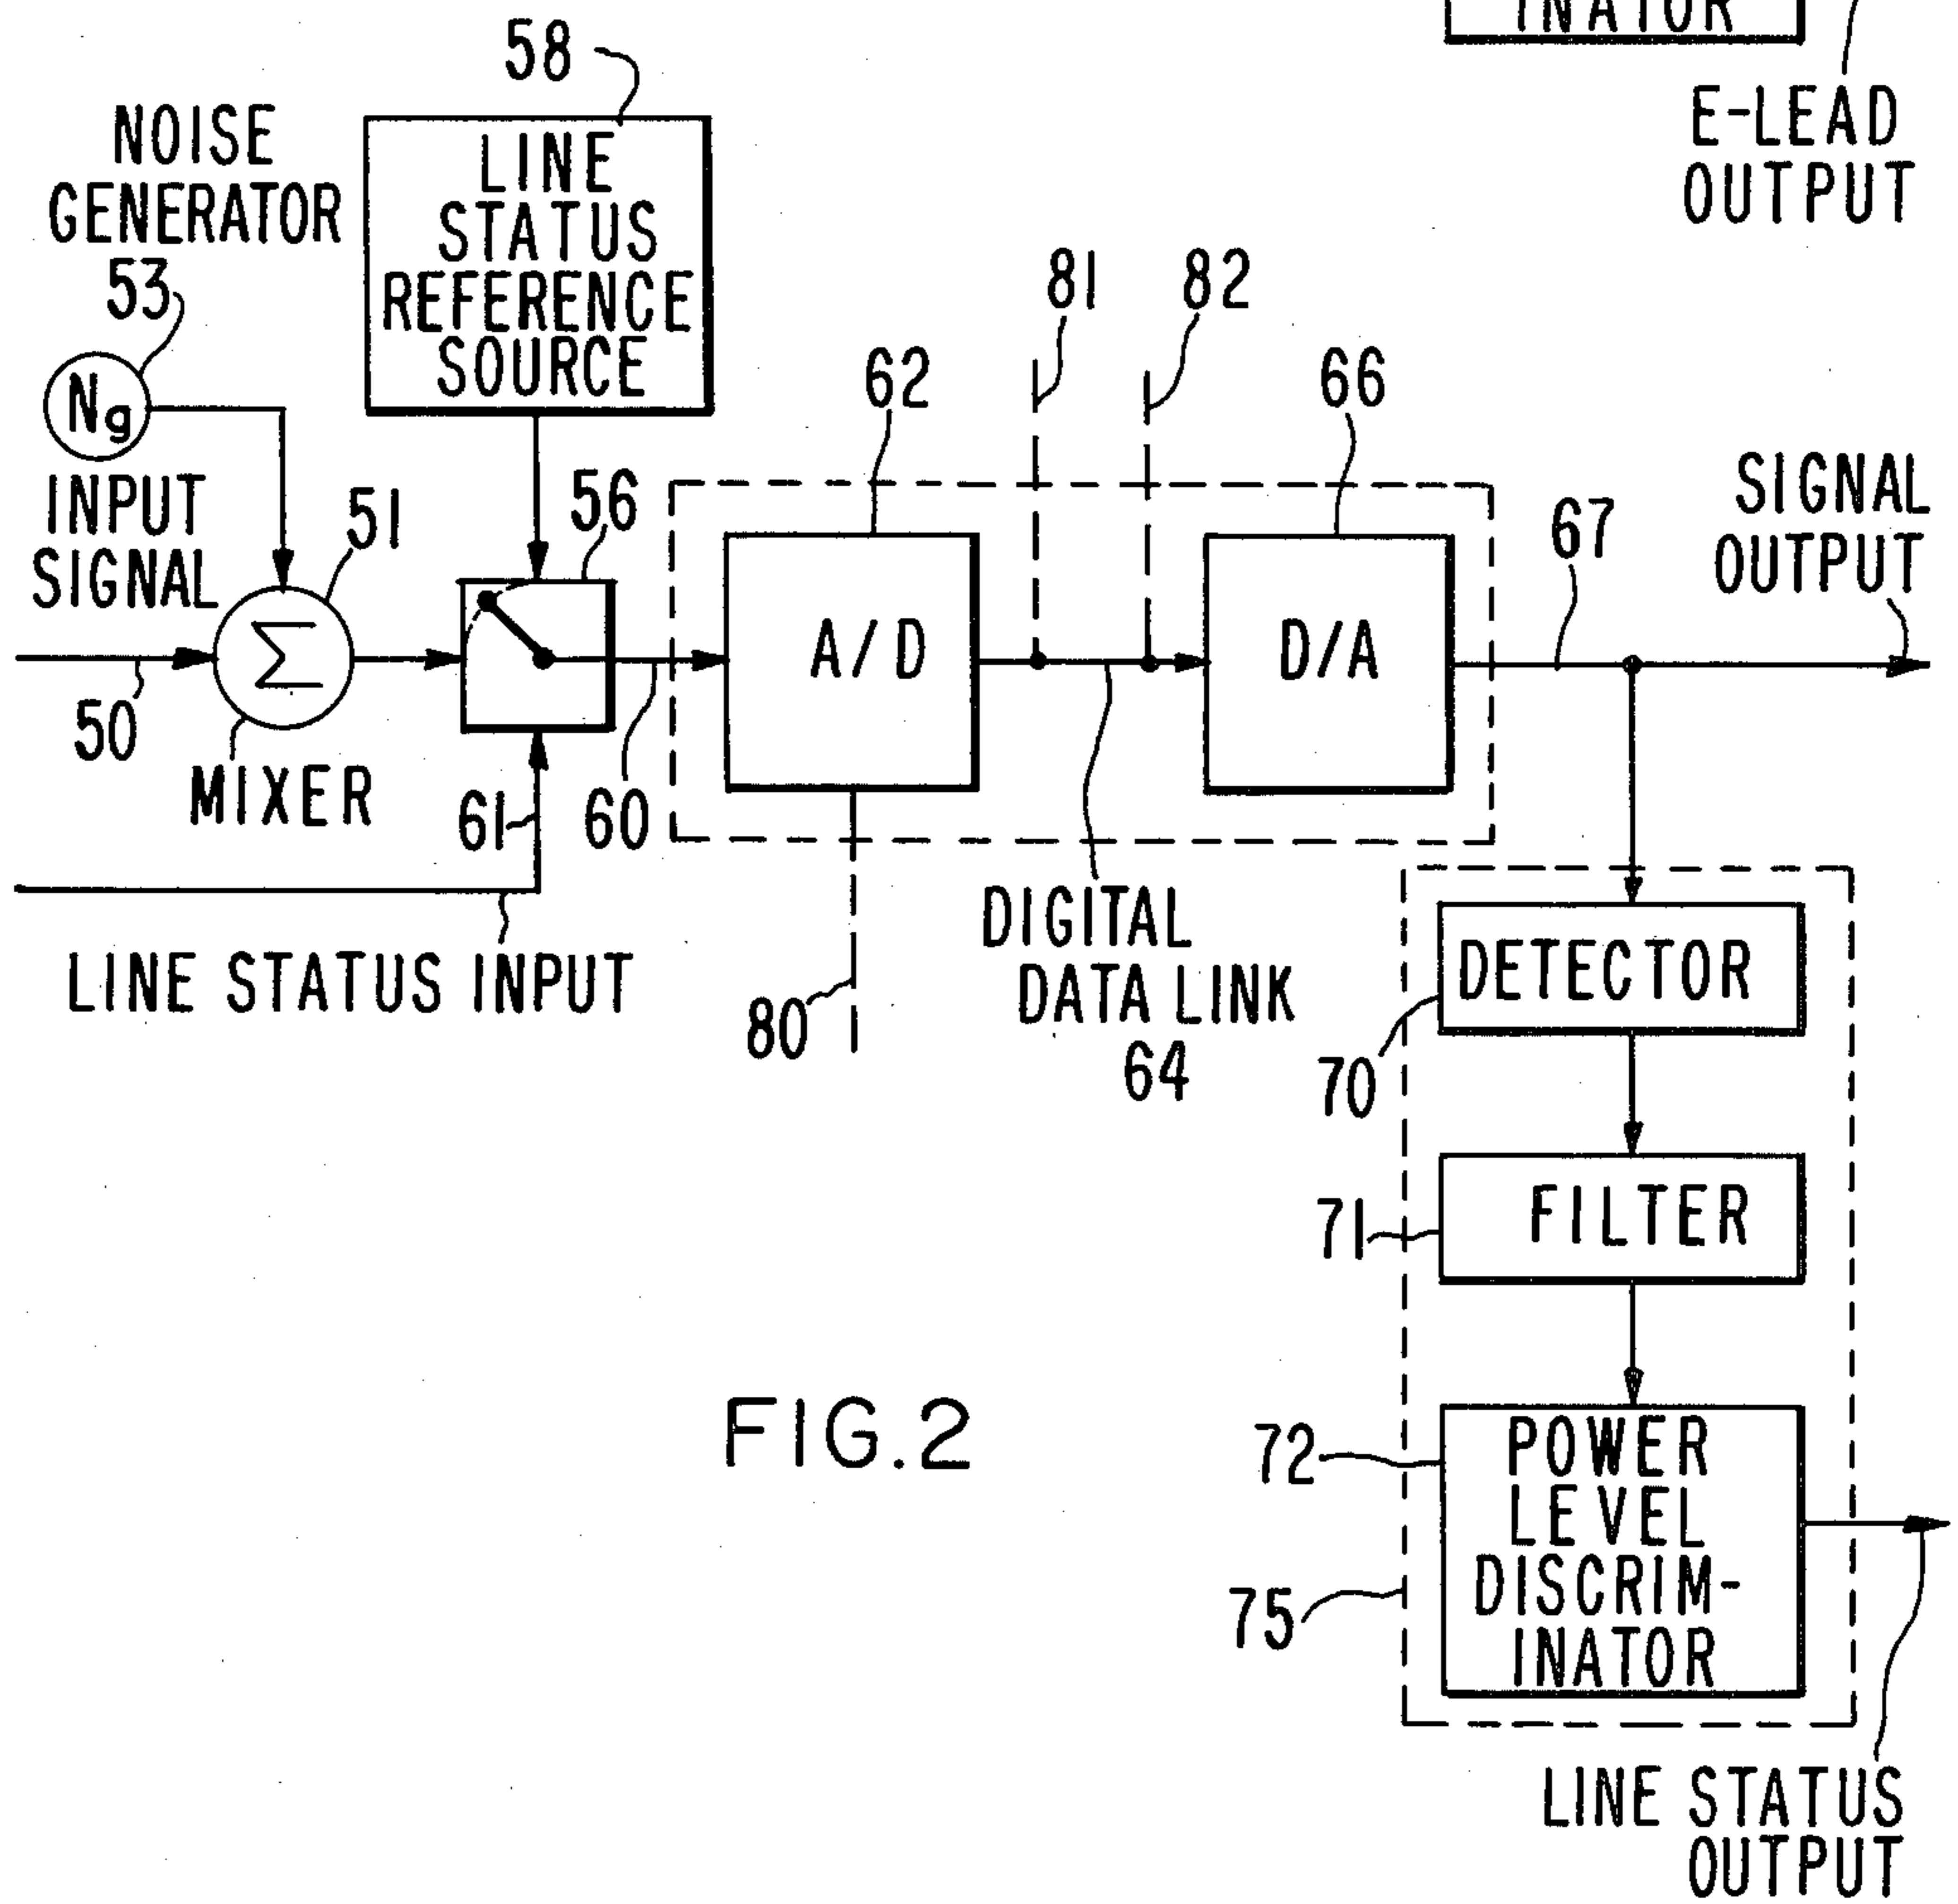 INATOR
E-LEAD
OUTPUT
58
NOISE
GENERATOR
53
Ng
LINE
STATUS
REFERENCE
SOURCE
INPUT
SIGNAL
51
Σ
50
MIXER
56
61
60
LINE STATUS INPUT
62
81
82
66
A/D
D/A
67
SIGNAL
OUTPUT
80
DIGITAL
DATA LINK
64
DETECTOR
70
FILTER
71
72
POWER
LEVEL
DISCRIM-
INATOR
75
LINE STATUS
OUTPUT
FIG.2